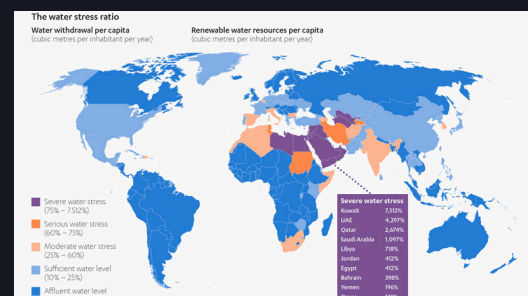 The water stress ratio
Water withdrawal per capita
(cubic metres per inhabitant per year)
Renewable water resources per capita
(cubic metres per inhabitant per year)
Severe water stress
(75% – 7.512%)
Serious water stress
(60% – 75%)
Moderate water stress
(25% – 60%)
Sufficient water level
(10% – 25%)
Affluent water level
Severe water stress
Kuwait 7,512%
UAE 4,297%
Qatar 2,674%
Saudi Arabia 1,097%
Libya 718%
Jordan 412%
Egypt 412%
Bahrain 398%
Yemen 196%